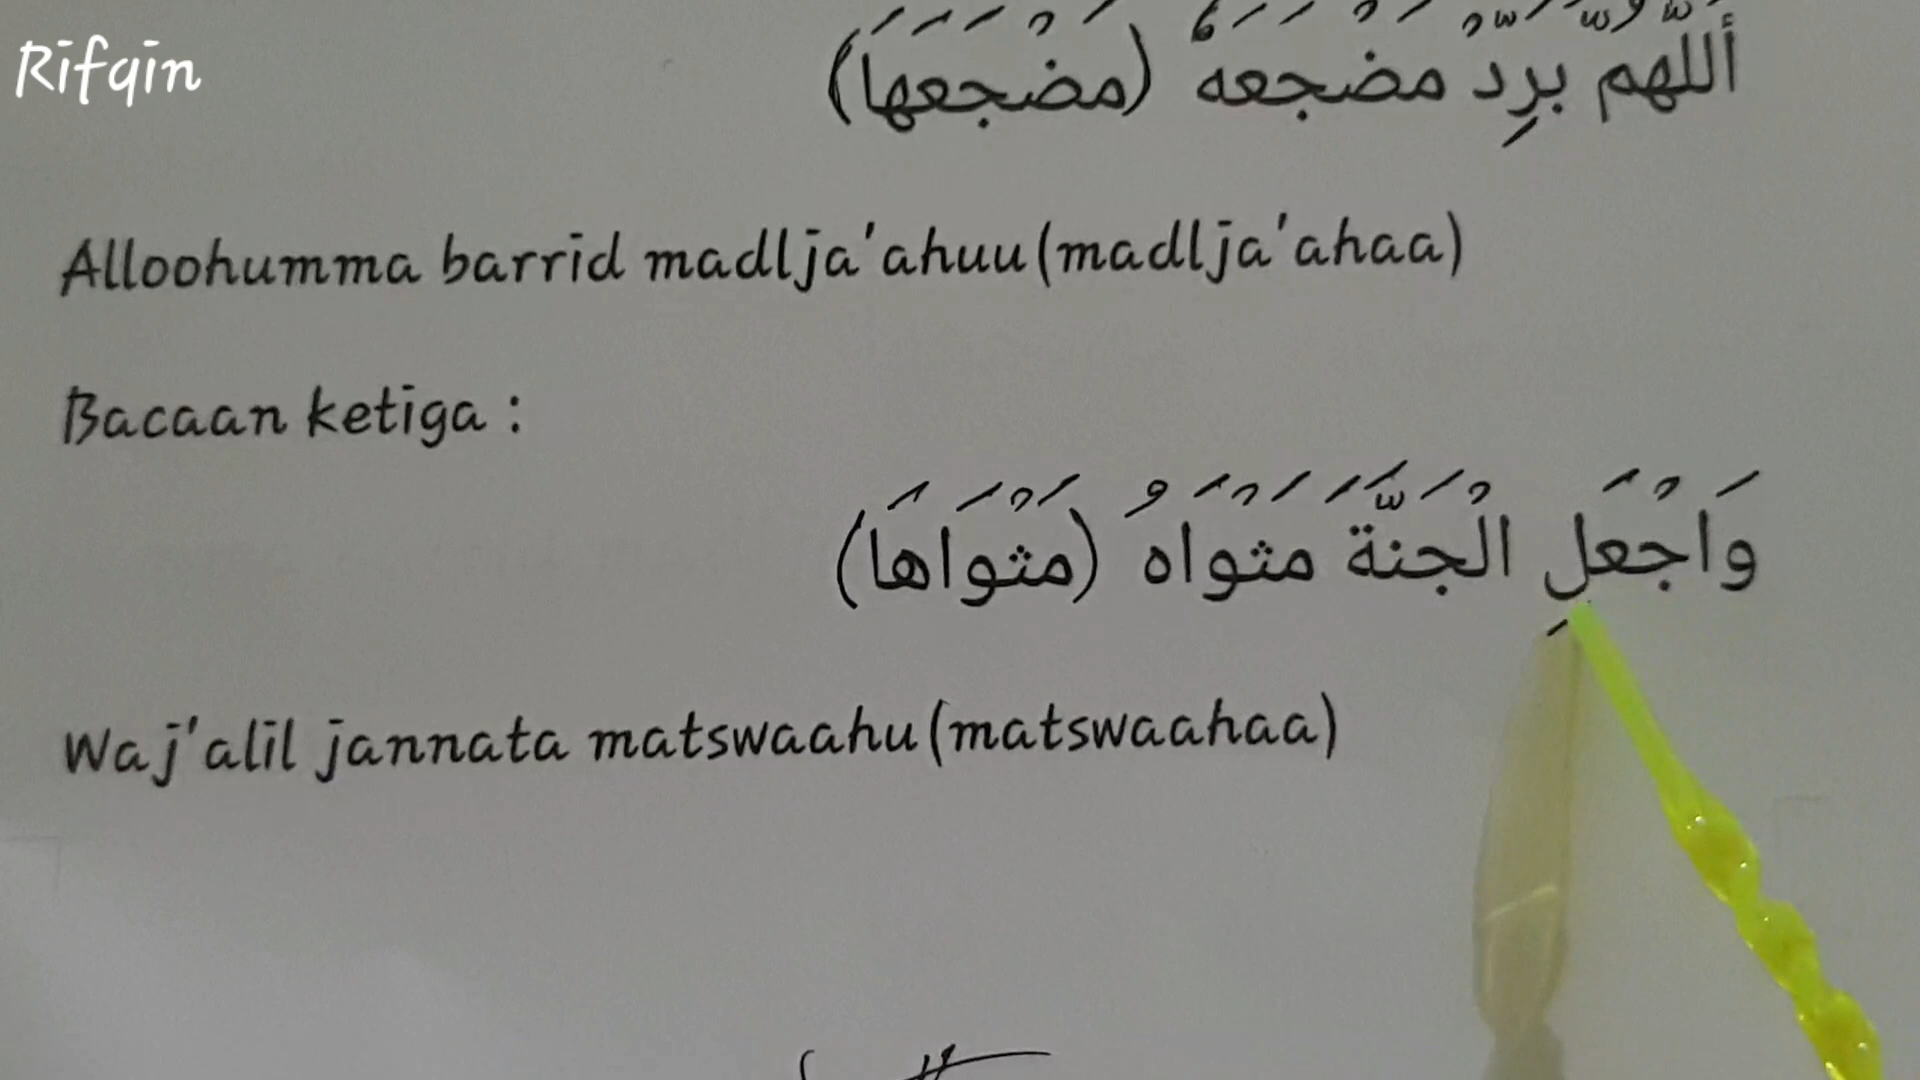 Rifqin
أَللّٰهُمَّ بَرِّدْ مَضْجَعَهُ (مَضْجَعَهَا)
Alloohumma barrid madlja'ahuu (madlja'ahaa)
Bacaan ketiga :
وَاجْعَلِ الْجَنَّةَ مَثْوَاهُ (مَثْوَاهَا)
Waj'alil jannata matswaahu (matswaahaa)